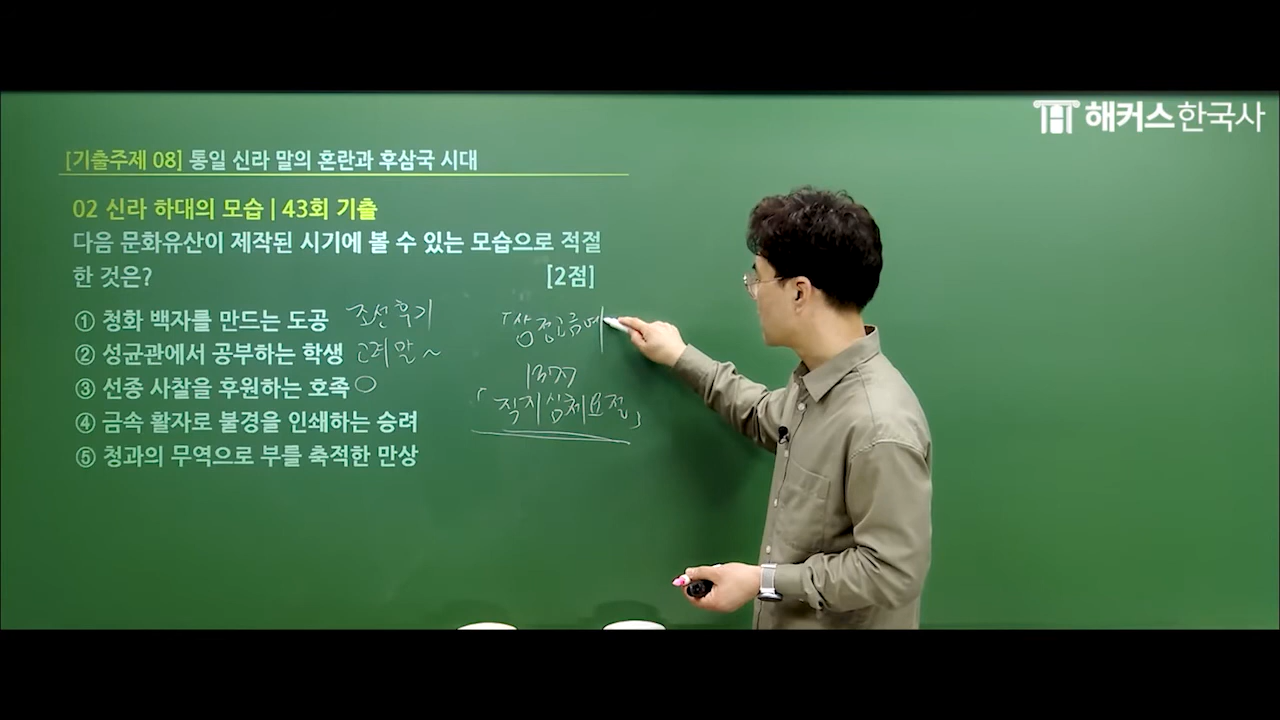 해커스한국사
[기출주제 08] 통일 신라 말의 혼란과 후삼국 시대
02 신라 하대의 모습 | 43회 기출
다음 문화유산이 제작된 시기에 볼 수 있는 모습으로 적절
한 것은? [2점]
① 청화 백자를 만드는 도공 조선후기
② 성균관에서 공부하는 학생 고려말~
③ 선종 사찰을 후원하는 호족 ○
④ 금속 활자로 불경을 인쇄하는 승려
⑤ 청과의 무역으로 부를 축적한 만상
「상정고금예
1377
「직지심체요절」